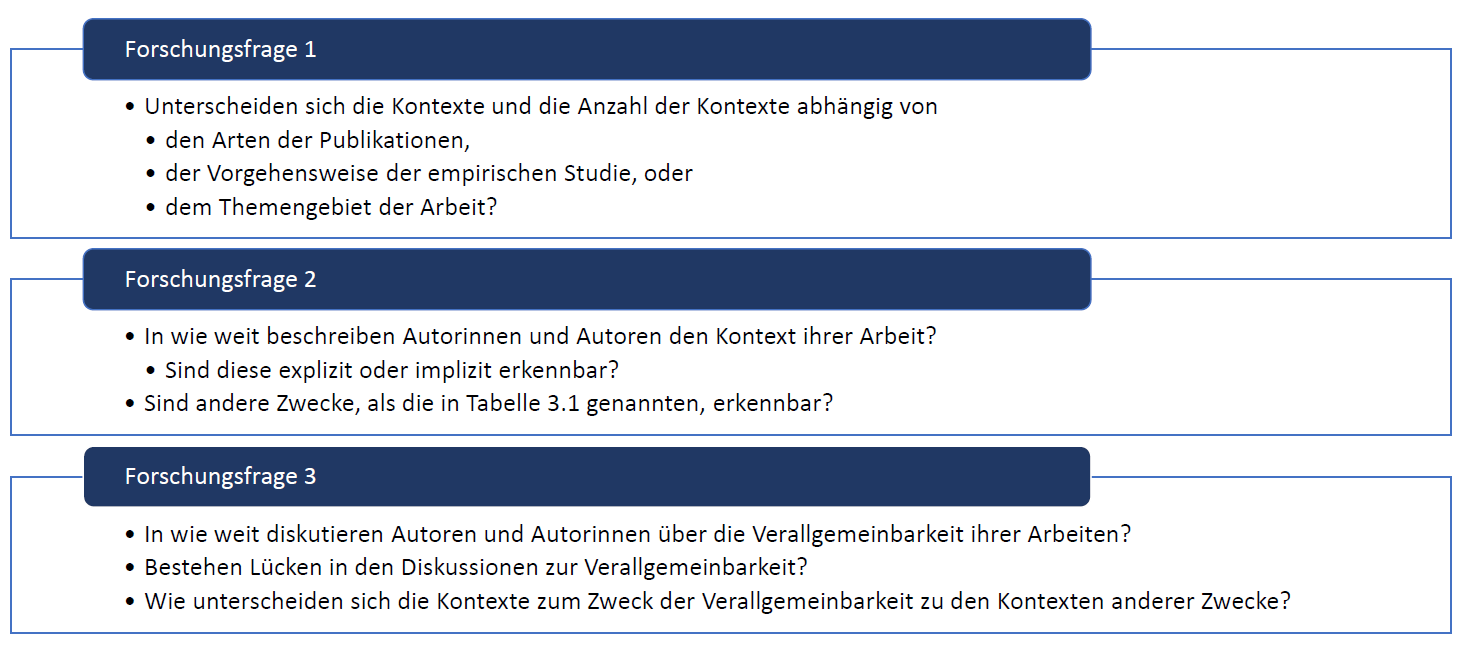 Forschungsfrage 1
• Unterscheiden sich die Kontexte und die Anzahl der Kontexte abhängig von
• den Arten der Publikationen,
• der Vorgehensweise der empirischen Studie, oder
• dem Themengebiet der Arbeit?
Forschungsfrage 2
• In wie weit beschreiben Autorinnen und Autoren den Kontext ihrer Arbeit?
• Sind diese explizit oder implizit erkennbar?
• Sind andere Zwecke, als die in Tabelle 3.1 genannten, erkennbar?
Forschungsfrage 3
• In wie weit diskutieren Autoren und Autorinnen über die Verallgemeinbarkeit ihrer Arbeiten?
• Bestehen Lücken in den Diskussionen zur Verallgemeinbarkeit?
• Wie unterscheiden sich die Kontexte zum Zweck der Verallgemeinbarkeit zu den Kontexten anderer Zwecke?